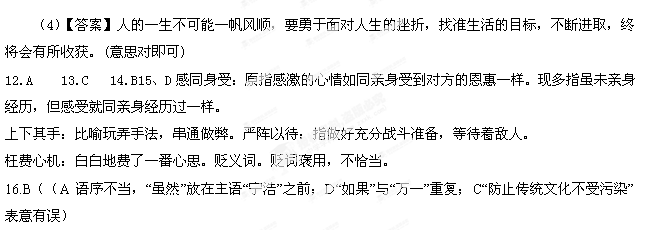 （4）【答案】人的一生不可能一帆风顺，要勇于面对人生的挫折，找准生活的目标，不断进取，终
将会有所收获。(意思对即可)
12.A 13.C 14.B15、D 感同身受：原指感激的心情如同亲身受到对方的恩惠一样。现多指虽未亲身
经历，但感受就同亲身经历过一样。
上下其手：比喻玩弄手法，串通做弊。严阵以待：指做好充分战斗准备，等待着敌人。
枉费心机：白白地费了一番心思。贬义词。贬词褒用，不恰当。
16.B（（A 语序不当，“虽然”放在主语“宁洁”之前；D“如果”与“万一”重复；C“防止传统文化不受污染”
表意有误）